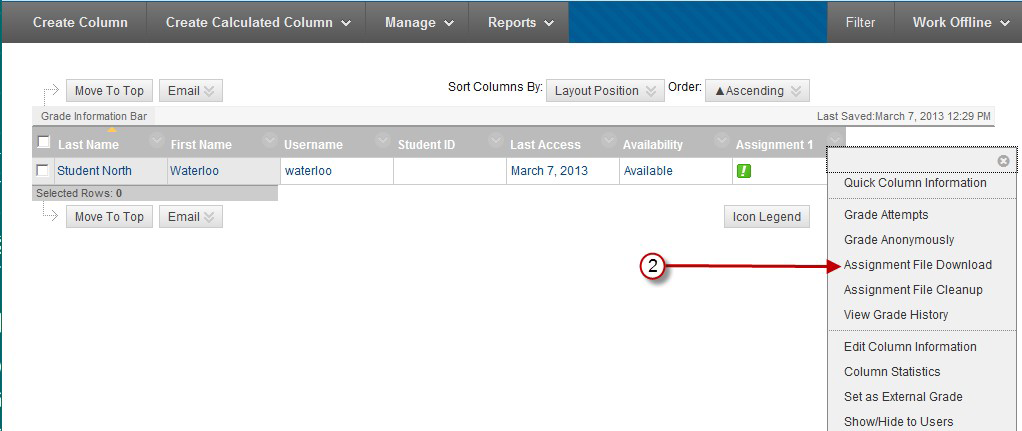 Create Column Create Calculated Column Manage Reports Filter Work Offline
Move To Top Email Sort Columns By: Layout Position Order: ▲Ascending
Grade Information Bar Last Saved:March 7, 2013 12:29 PM
Last Name First Name Username Student ID Last Access Availability Assignment 1
Student North Waterloo waterloo March 7, 2013 Available !
Selected Rows: 0
Move To Top Email Icon Legend
Quick Column Information
Grade Attempts
Grade Anonymously
2 Assignment File Download
Assignment File Cleanup
View Grade History
Edit Column Information
Column Statistics
Set as External Grade
Show/Hide to Users